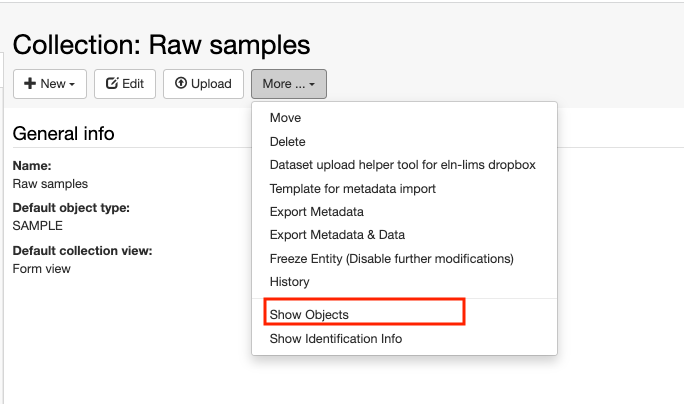 Collection: Raw samples
New
Edit
Upload
More ...
Move
Delete
Dataset upload helper tool for eln-lims dropbox
Template for metadata import
Export Metadata
Export Metadata & Data
Freeze Entity (Disable further modifications)
History
Show Objects
Show Identification Info
General info
Name:
Raw samples
Default object type:
SAMPLE
Default collection view:
Form view